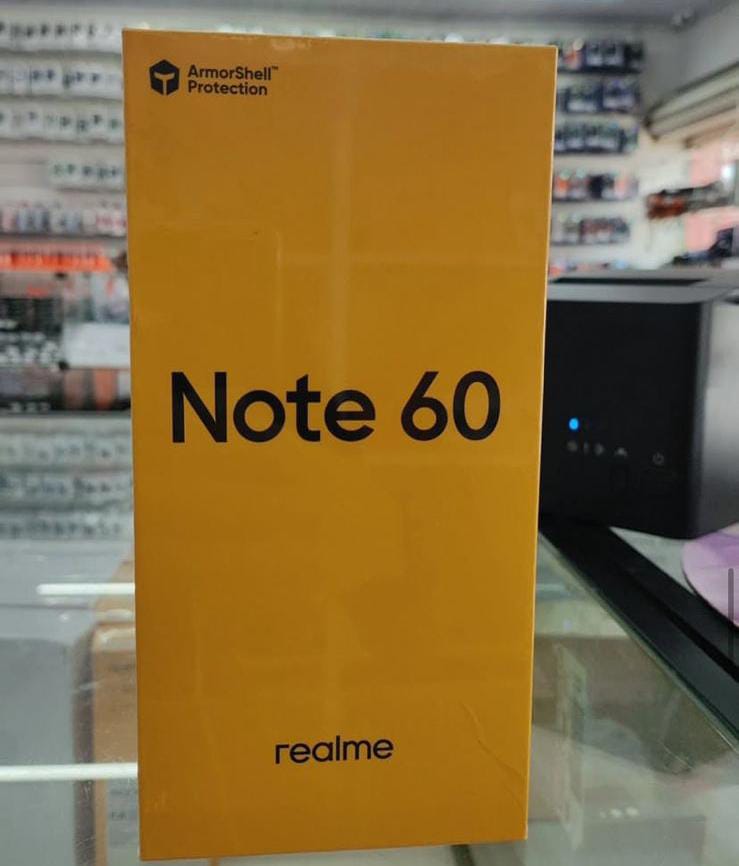 ArmorShell™
Protection
Note 60
realme